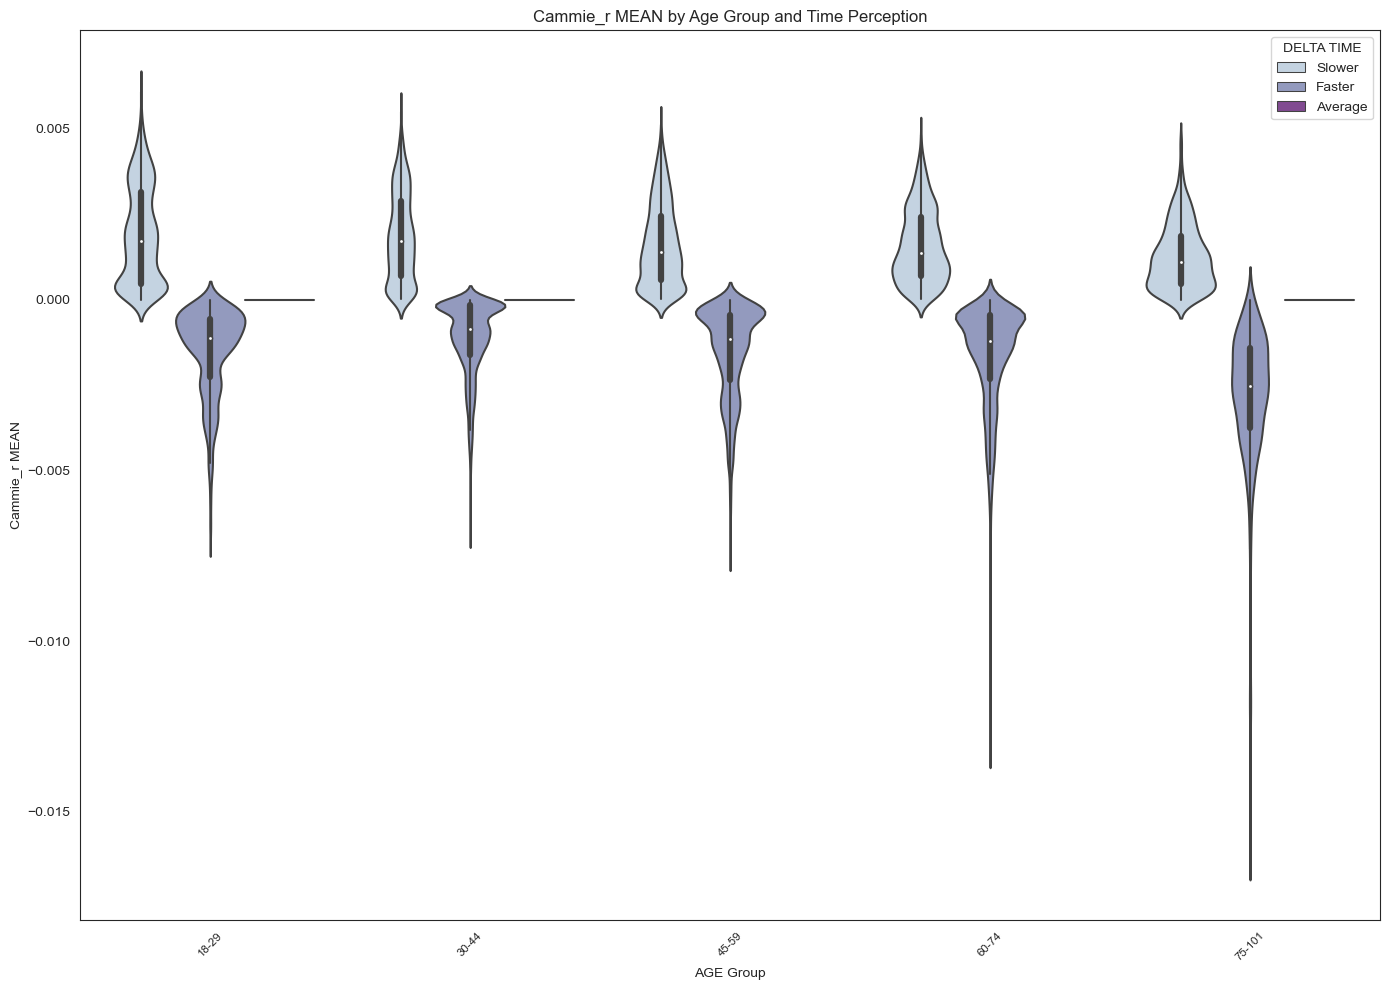 Cammie_r MEAN by Age Group and Time Perception
DELTA TIME
Slower
Faster
Average
0.005
0.000
−0.005
−0.010
−0.015
Cammie_r MEAN
18-29
30-44
45-59
60-74
75-101
AGE Group